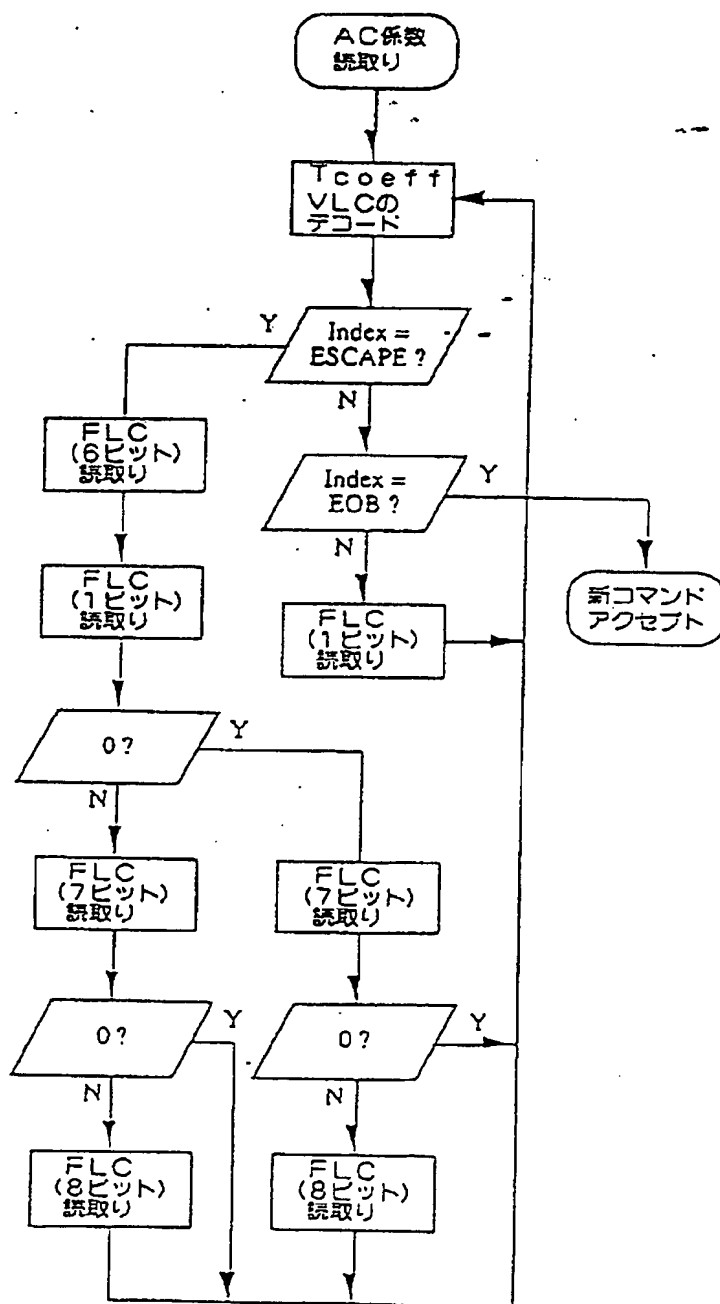 AC係数
読取り
Tcoeff
VLCの
デコード
Index =
ESCAPE ?
Y
N
FLC
(6ビット)
読取り
Index =
EOB ?
Y
N
FLC
(1ビット)
読取り
FLC
(1ビット)
読取り
新コマンド
アクセプト
0?
Y
N
FLC
(7ビット)
読取り
FLC
(7ビット)
読取り
0?
Y
N
0?
Y
N
FLC
(8ビット)
読取り
FLC
(8ビット)
読取り